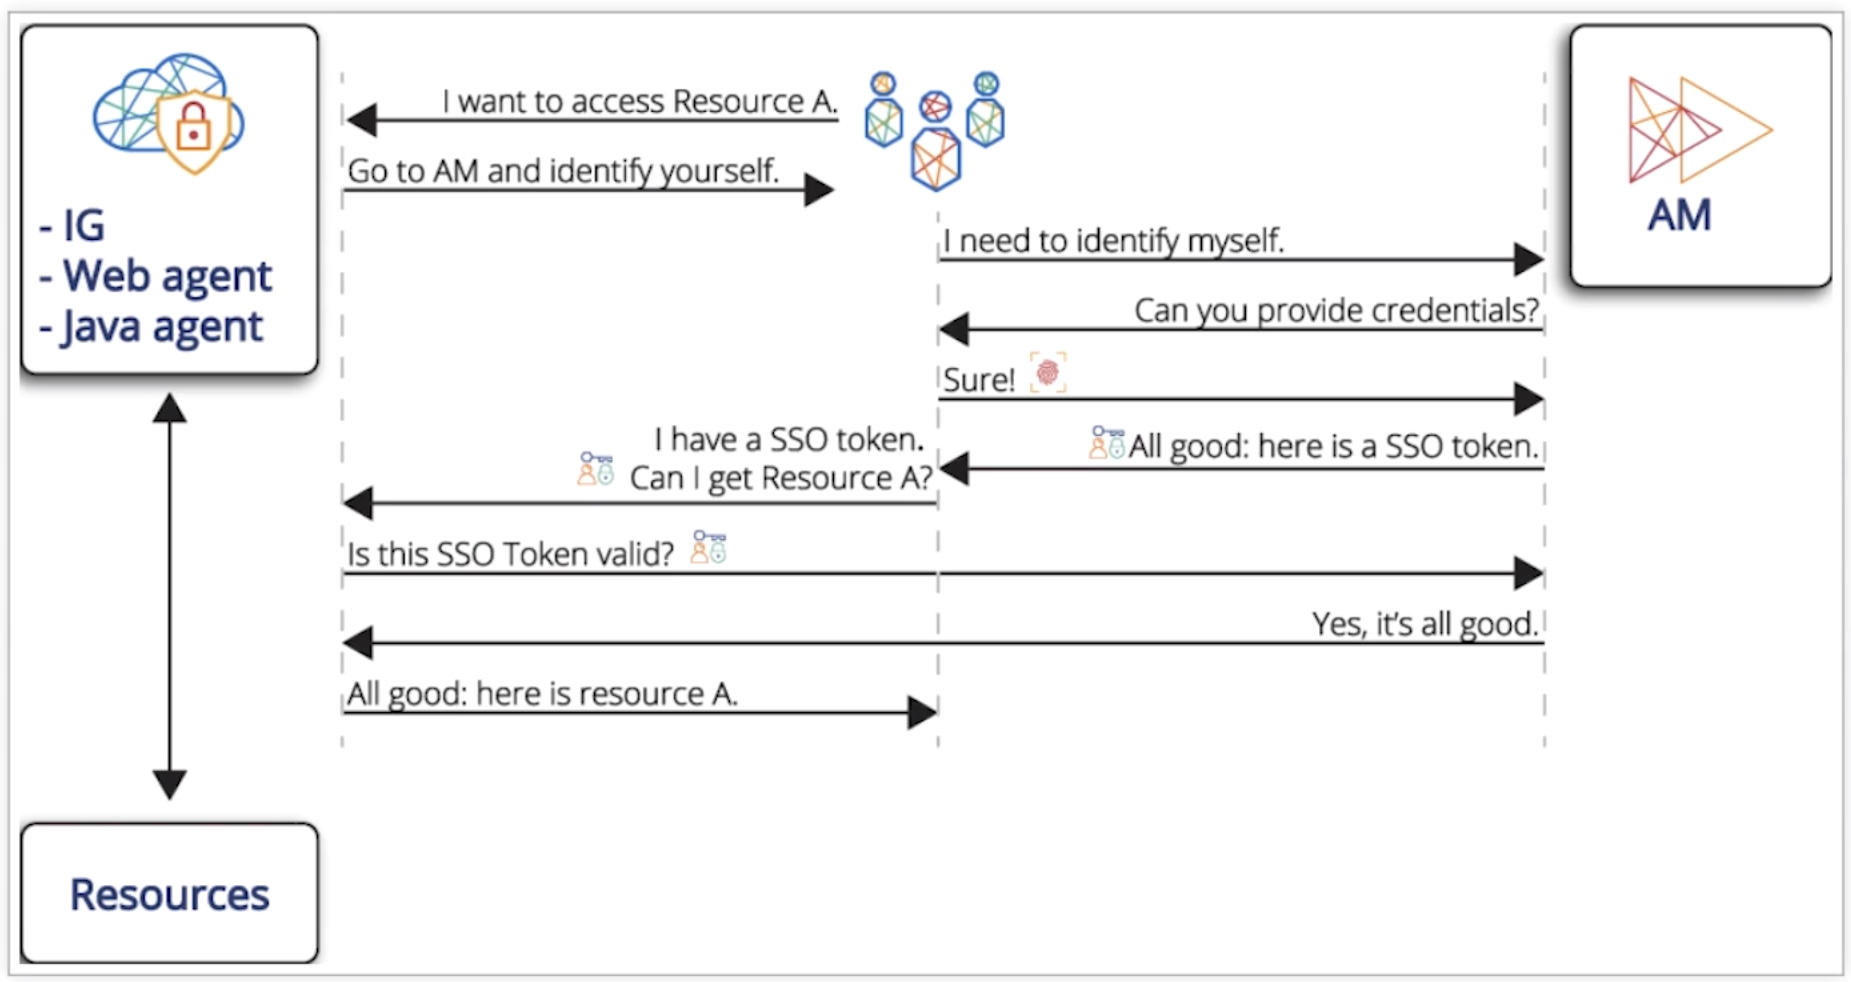 - IG
- Web agent
- Java agent
I want to access Resource A.
Go to AM and identify yourself.
AM
I need to identify myself.
Can you provide credentials?
Sure!
All good: here is a SSO token.
I have a SSO token.
Can I get Resource A?
Is this SSO Token valid?
Yes, it's all good.
All good: here is resource A.
Resources